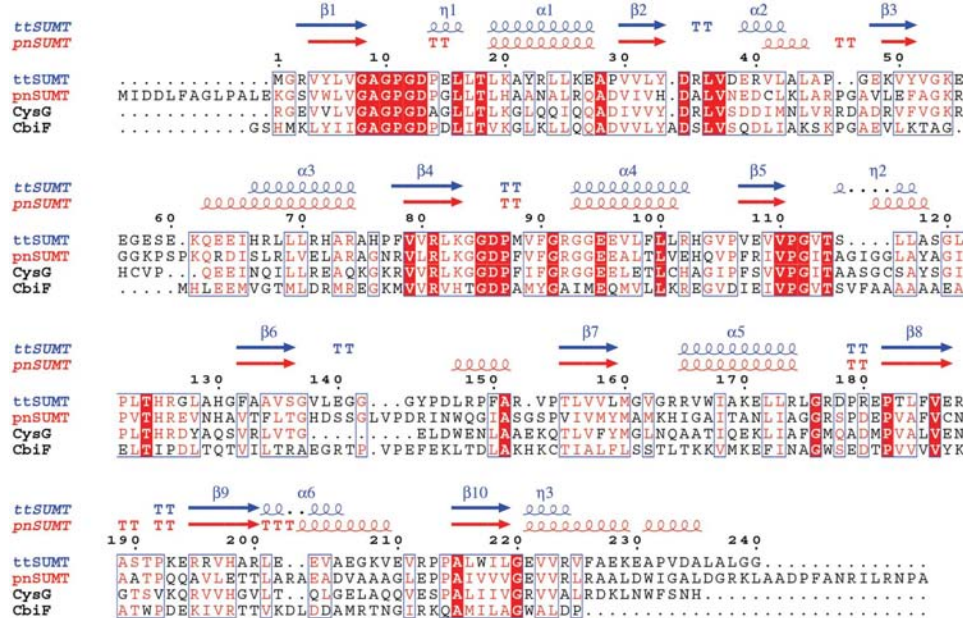 β1 η1 α1 β2 TT α2 β3
ttSUMT
pnSUMT TT TT
1 10 20 30 40 50
ttSUMT ...............MGRVYLVGAGPGDPELLTLKAYRLLKEAPVVLY.DRLVDERVLALAP..GEKVYVGKE
pnSUMT MIDDLFAGLPALEKGSVWLVGAGPGDAGLLTLHAANALRQADVIVH.DALVNEDCLKLARPGAVLEFAGKR
CysG ...............GEVVLVGAGPGDAGLLTLKGLQQIQQADIVVY.DRLVSDDIMNLVRRDADRVFVGKR
CbiF ............GSHMKLYIIGAGPGDPDLITVKGLKLLQQADVVLYADSLVSQDLIAKSKPGAEVLKTAG.
α3 β4 TT α4 β5 η2
ttSUMT
pnSUMT TT
60 70 80 90 100 110 120
ttSUMT EGESE.KQEEIHRLLLRHARAHPFVVRLKGGDPMVFGRGGEEVLFLLRHGVPVEVVPGVTS....LLASGL
pnSUMT GGKPSPKQRDISLRLVELARAGNRVLRLKGGDPFVFGRGGEEALTLVEHQVPFRIVPGITAGIGGLAYAGI
CysG HCVP...QEEINQILLREAQKGKRVVRLKGGDPFIFGRGGEELETLCHAGIPFSVVPGITAASGCSAYSGI
CbiF .....MHLEEMVGTMLDRMREGKMVVRVHTGDPAMYGAIMEQMVLLKREGVDIEIVPGVTSVFAAAAAAEA
β6 TT β7 α5 TT β8
ttSUMT
pnSUMT TT
130 140 150 160 170 180
ttSUMT PLTHRGLAHGFAAVSGVLEGG...GYPDLRPFAR.VPTLVVLMGVGRRVWIAKELLRLGRDPREPTLFVER
pnSUMT PVTHREVNHAVTFLTGHDSSGLVPDRINWQGIASGSPVIVMYMAMKHIGAITANLIAGGRSPDEPVAFVCN
CysG PLTHRDYAQSVRLVTG.......ELDWENLAAEKQTLVFYMGLNQAATIQEKLIAFGMQADMPVALVEN
CbiF ELTIPDLTQTVILTRAEGRTP.VPEFEKLTDLAKHKCTIALFLSSTLTKKVMKEFINAGWSEDTPVVVVYK
TT β9 α6 β10 η3
ttSUMT
pnSUMT TT TT TTT
190 200 210 220 230 240
ttSUMT ASTPKERRVHARLE..EVAEGKVEVRPPALWILGEVVRVFAEKEAPVDALALGG................
pnSUMT AATPQQAVLETTLARAEADVAAAGLEPPAIVVVGEVVRLRAALDWIGALDGRKLAADPFANRILRNPA
CysG GTSVKQRVVHGVLT..QLGELAQQVESPALIIVGRVVALRDKLNWFSNH.....................
CbiF ATWPDEKIVRTTVKDLDDAMRTNGIRKQAMILAGWALDP...............................